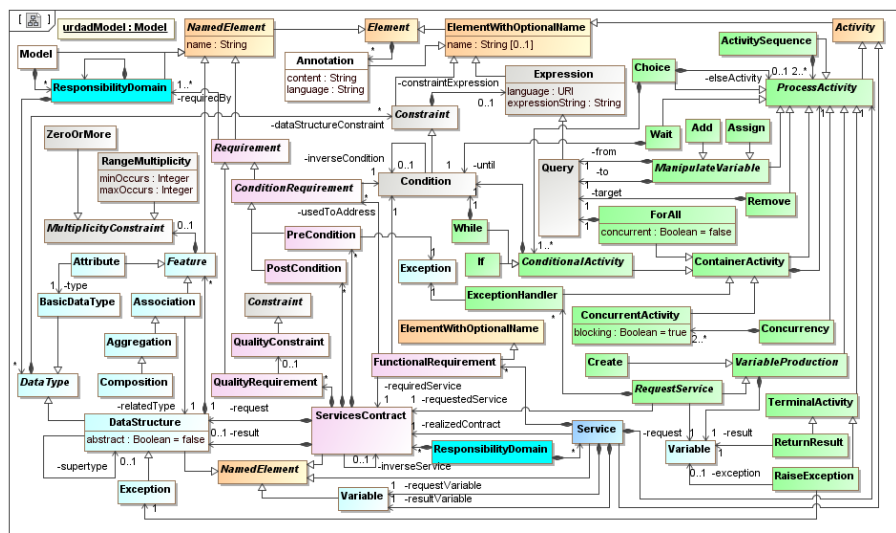 urdadModel : Model
NamedElement
name : String
Element
ElementWithOptionalName
name : String [0..1]
Activity
Model
Annotation
content : String
language : String
Expression
language : URI
expressionString : String
Choice
ActivitySequence
-elseActivity
0..1 2..*
ProcessActivity
ResponsibilityDomain
1..*
-requiredBy
-constraintExpression
0..1
Constraint
-dataStructureConstraint
Wait
Add
Assign
ZeroOrMore
RangeMultiplicity
minOccurs : Integer
maxOccurs : Integer
Requirement
-inverseCondition
0..1
-until
-from
-to
-target
Query
ManipulateVariable
ConditionRequirement
Condition
-usedToAddress
Remove
MultiplicityConstraint
0..1
ForAll
concurrent : Boolean = false
While
If
1..*
ConditionalActivity
ContainerActivity
PreCondition
PostCondition
Exception
Attribute
Feature
-type
BasicDataType
Association
Aggregation
Composition
ExceptionHandler
ConcurrentActivity
blocking : Boolean = true
2..*
Concurrency
Constraint
QualityConstraint
0..1
QualityRequirement
ElementWithOptionalName
FunctionalRequirement
Create
VariableProduction
RequestService
TerminalActivity
DataType
-relatedType
-request
-requiredService
-requestedService
DataStructure
abstract : Boolean = false
0..1 -result
ServicesContract
-realizedContract
Service
-request
-result
Variable
ReturnResult
-supertype
0..1
NamedElement
0..1
-inverseService
ResponsibilityDomain
0..1 -exception
RaiseException
Exception
Variable
-requestVariable
-resultVariable